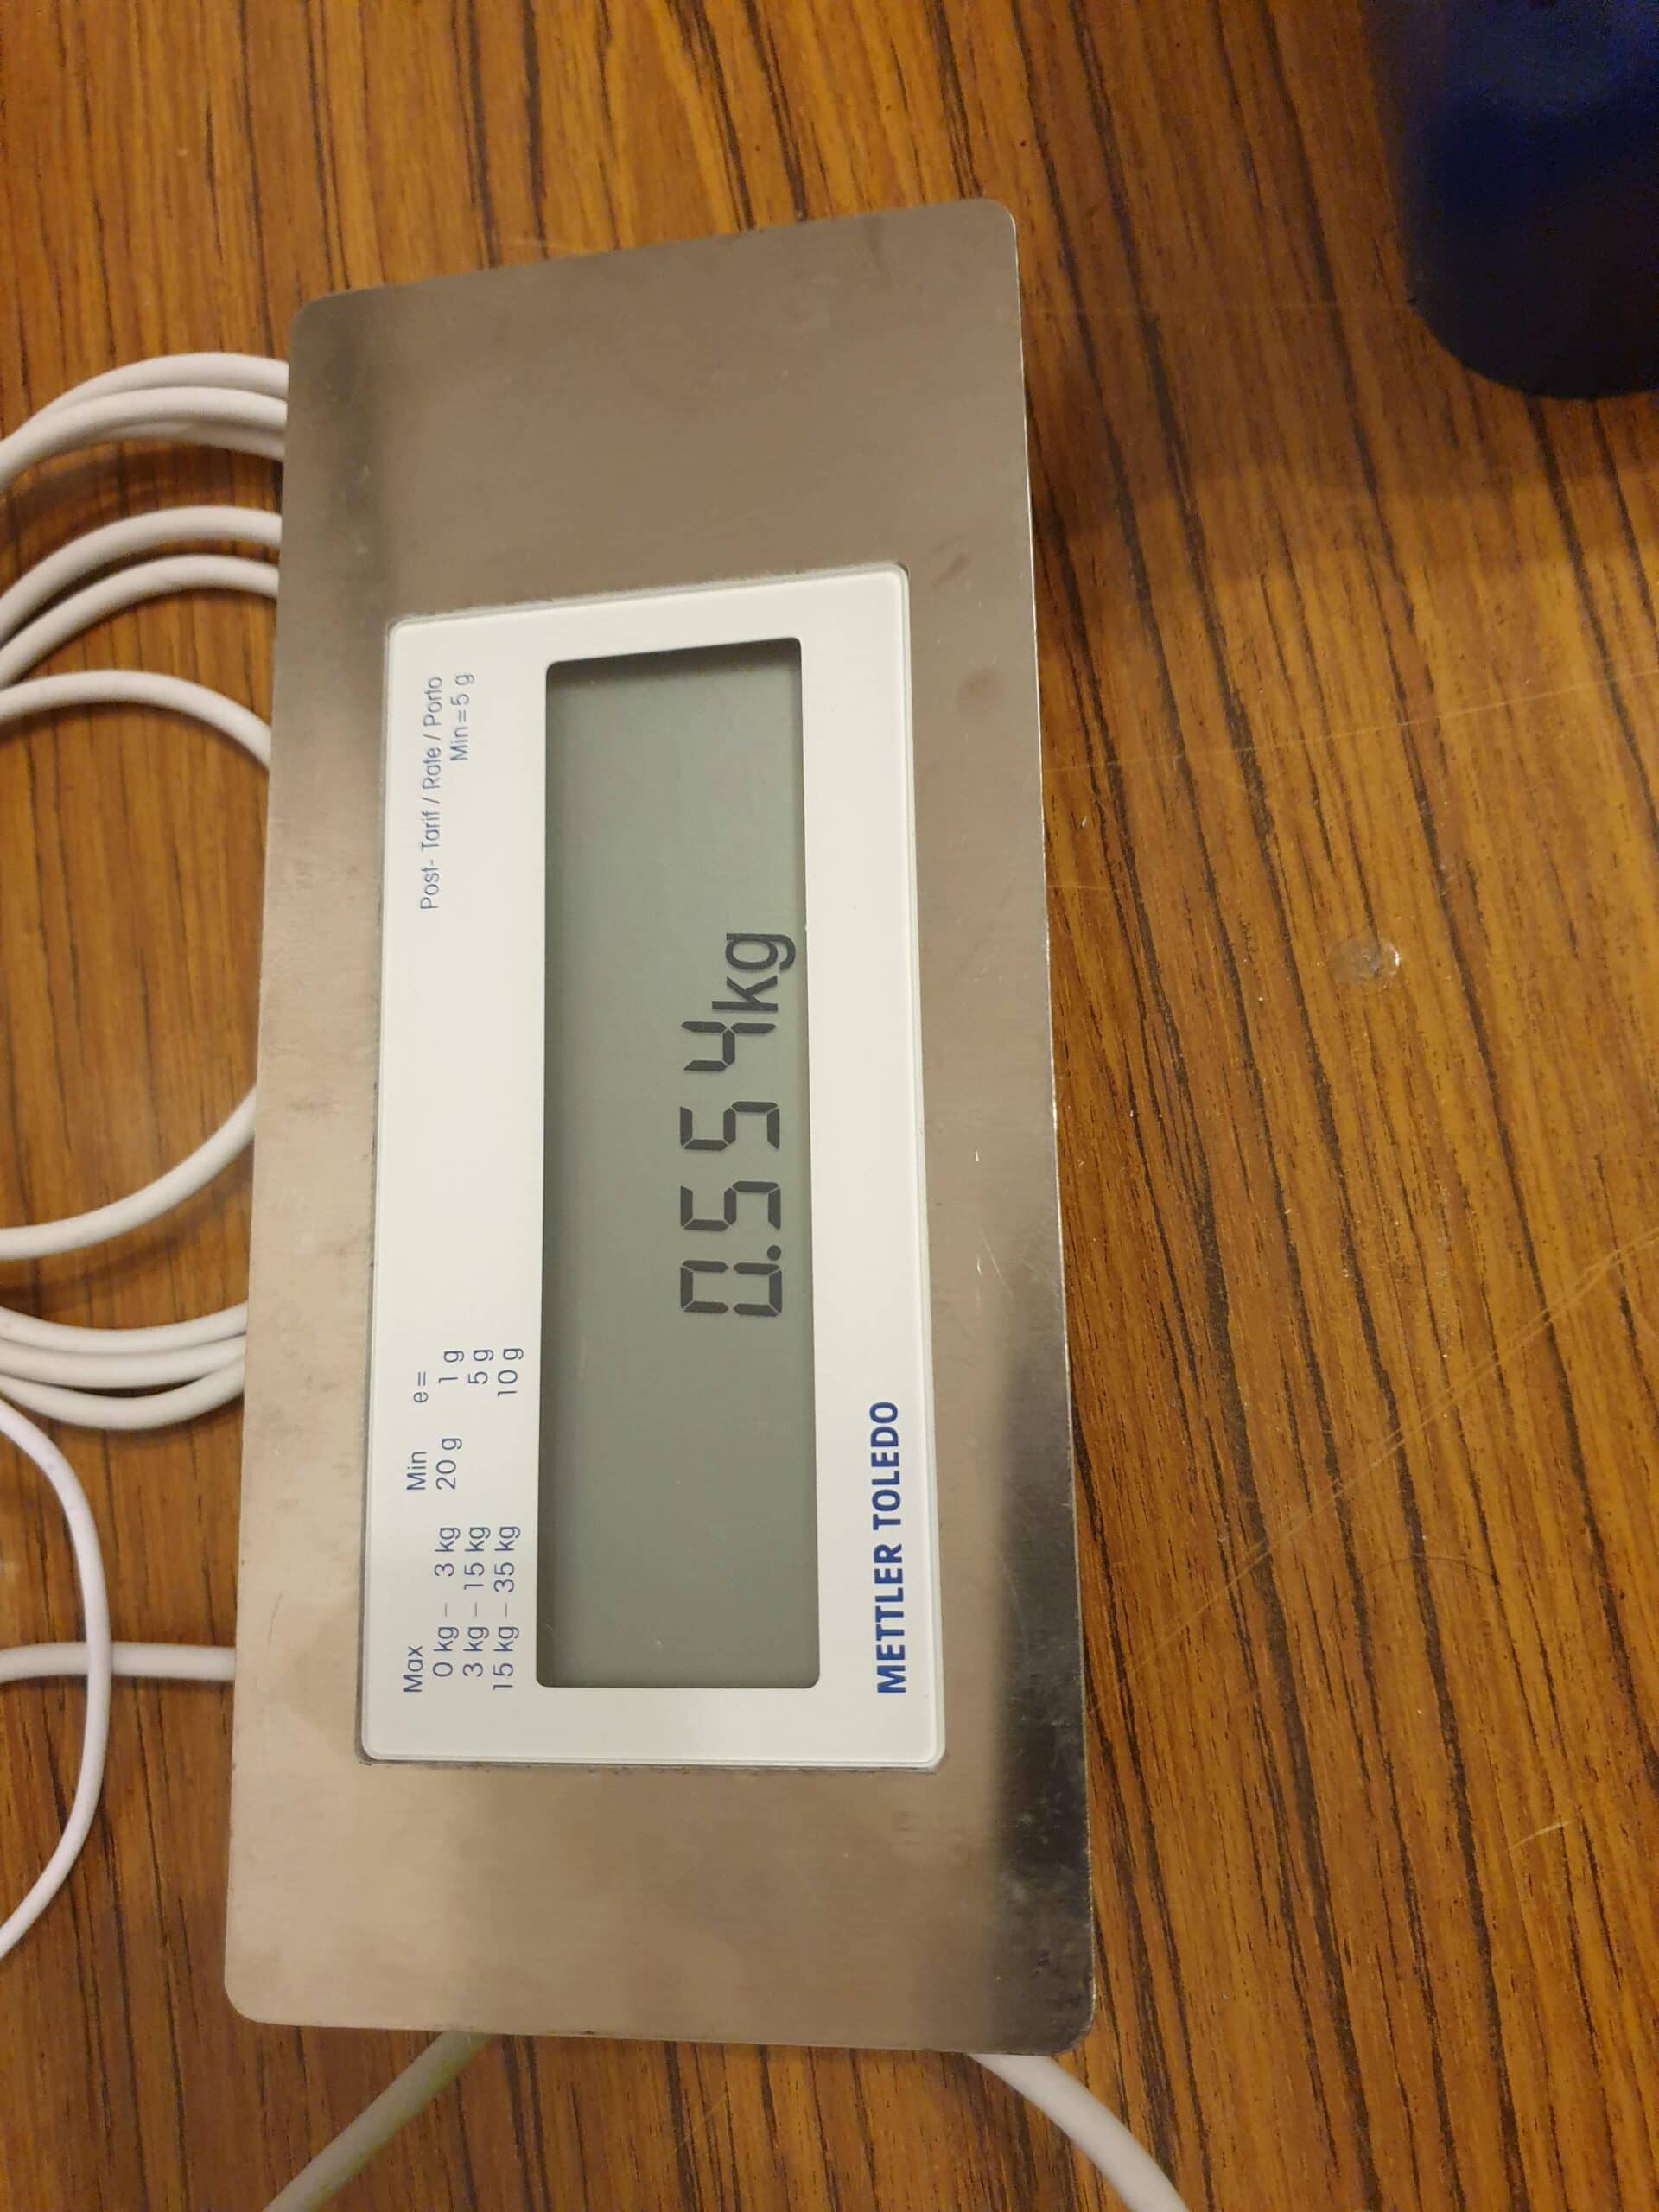 Max Min e=
0 kg – 3 kg 20 g 1 g
3 kg – 15 kg 5 g
15 kg – 35 kg 10 g
Post- Tarif / Rate / Porto
Min=5 g
0.554kg
METTLER TOLEDO